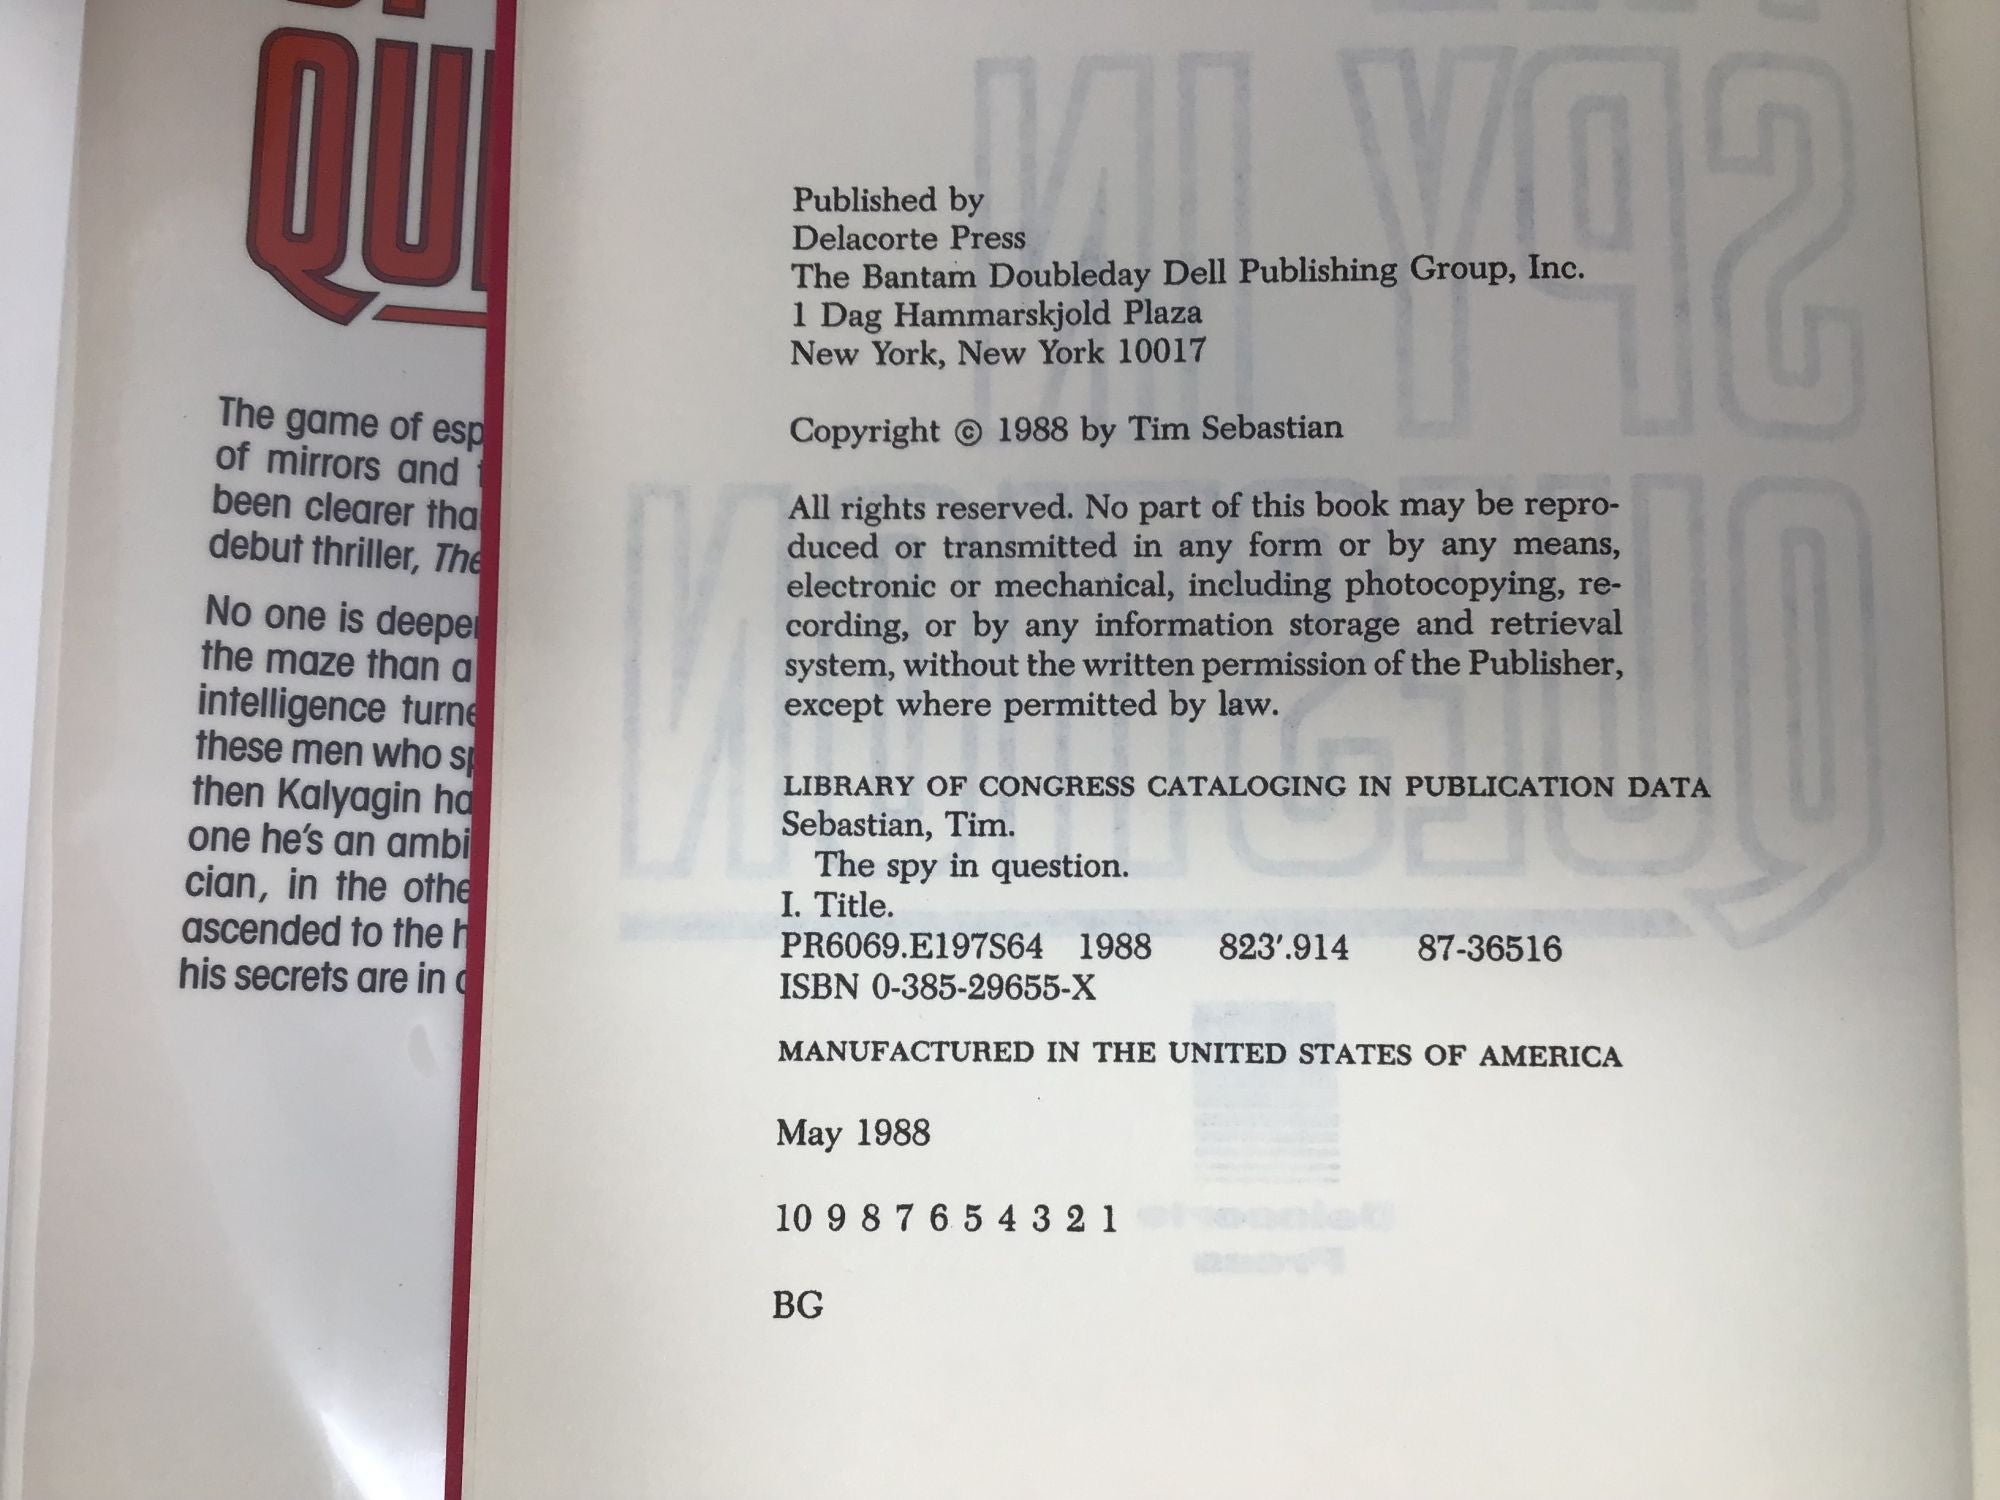 QU
The game of esp
of mirrors and
been clearer tha
debut thriller, The
No one is deeper
the maze than a
intelligence turne
these men who sp
then Kalyagin ha
one he's an ambi
cian, in the othe
ascended to the h
his secrets are in
Published by
Delacorte Press
The Bantam Doubleday Dell Publishing Group, Inc.
1 Dag Hammarskjold Plaza
New York, New York 10017
Copyright © 1988 by Tim Sebastian
All rights reserved. No part of this book may be repro-
duced or transmitted in any form or by any means,
electronic or mechanical, including photocopying, re-
cording, or by any information storage and retrieval
system, without the written permission of the Publisher,
except where permitted by law.
LIBRARY OF CONGRESS CATALOGING IN PUBLICATION DATA
Sebastian, Tim.
The spy in question.
I. Title.
PR6069.E197S64 1988 823'.914 87-36516
ISBN 0-385-29655-X
MANUFACTURED IN THE UNITED STATES OF AMERICA
May 1988
10 9 8 7 6 5 4 3 2 1
BG
SPY IN
QUESTION
Delacorte
Press